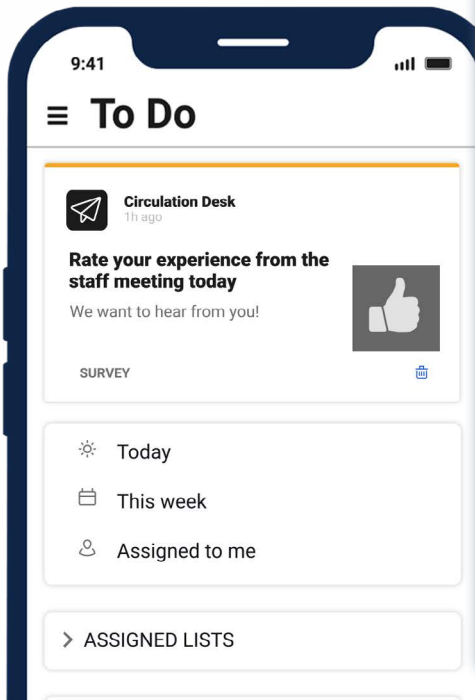 9:41
To Do
Circulation Desk
1h ago
Rate your experience from the
staff meeting today
We want to hear from you!
SURVEY
Today
This week
Assigned to me
ASSIGNED LISTS